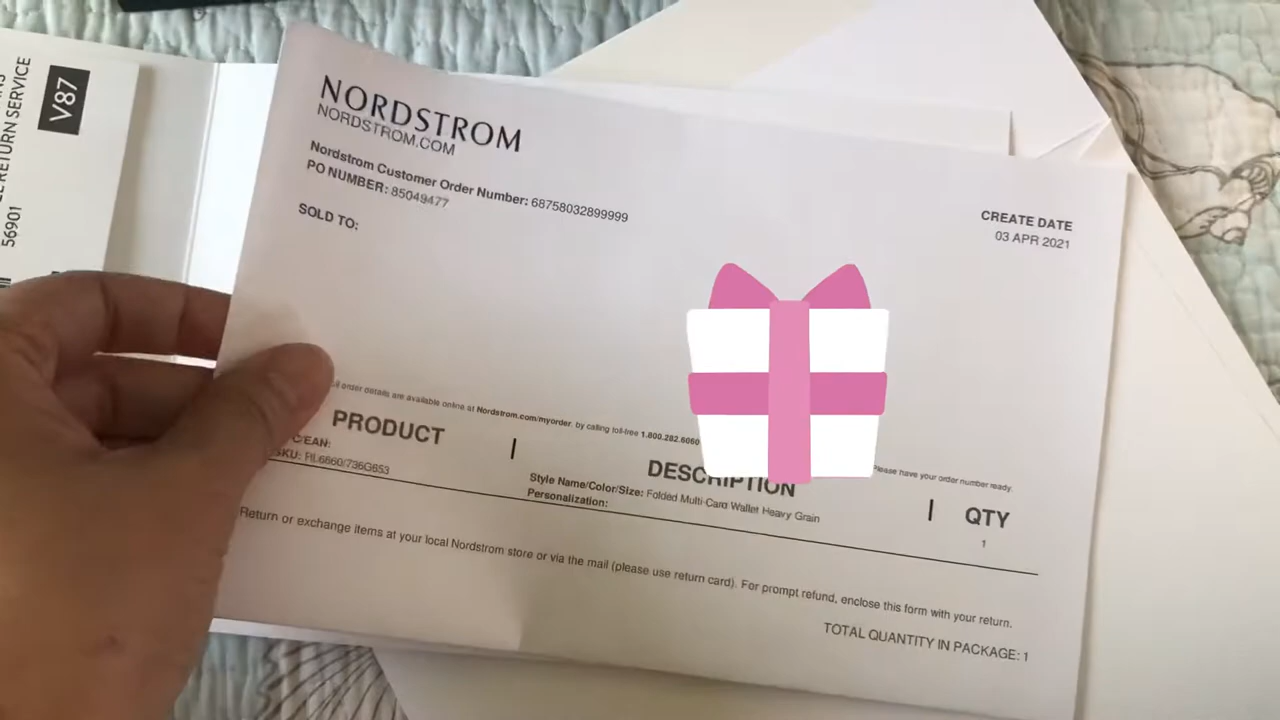 V87
RETURN SERVICE
56901
NORDSTROM
NORDSTROM.COM
Nordstrom Customer Order Number: 68758032899999
PO NUMBER: 85049477
SOLD TO:
CREATE DATE
03 APR 2021
order details are available online at Nordstrom.com/myorder, by calling toll-free 1.800.282.6060
Please have your order number ready.
PRODUCT | DESCRIPTION | QTY
C/EAN:
SKU: RL6660/736G653
Style Name/Color/Size: Folded Multi-Card Wallet Heavy Grain
1
Personalization:
Return or exchange items at your local Nordstrom store or via the mail (please use return card). For prompt refund, enclose this form with your return.
TOTAL QUANTITY IN PACKAGE: 1